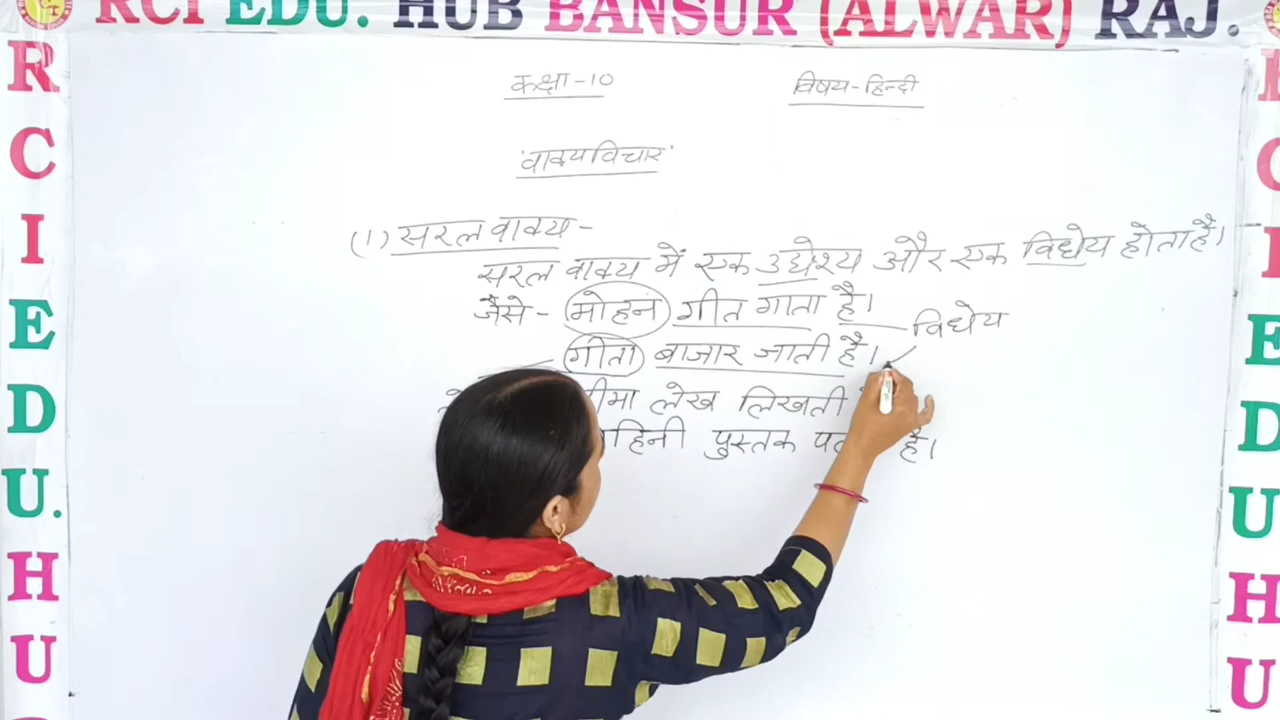 RCI EDU. HUB BANSUR (ALWAR) RAJ.
R
C
I
E
D
U.
H
U
कक्षा-10
विषय-हिन्दी
'वाक्यविचार'
(1) सरल वाक्य -
सरल वाक्य में एक उद्येश्य और एक विधेय होता है।
जैसे - मोहन गीत गाता है।
विधेय
गीता बाजार जाती है।
लेख लिखती
पुस्तक है।
E
D
U
H
U